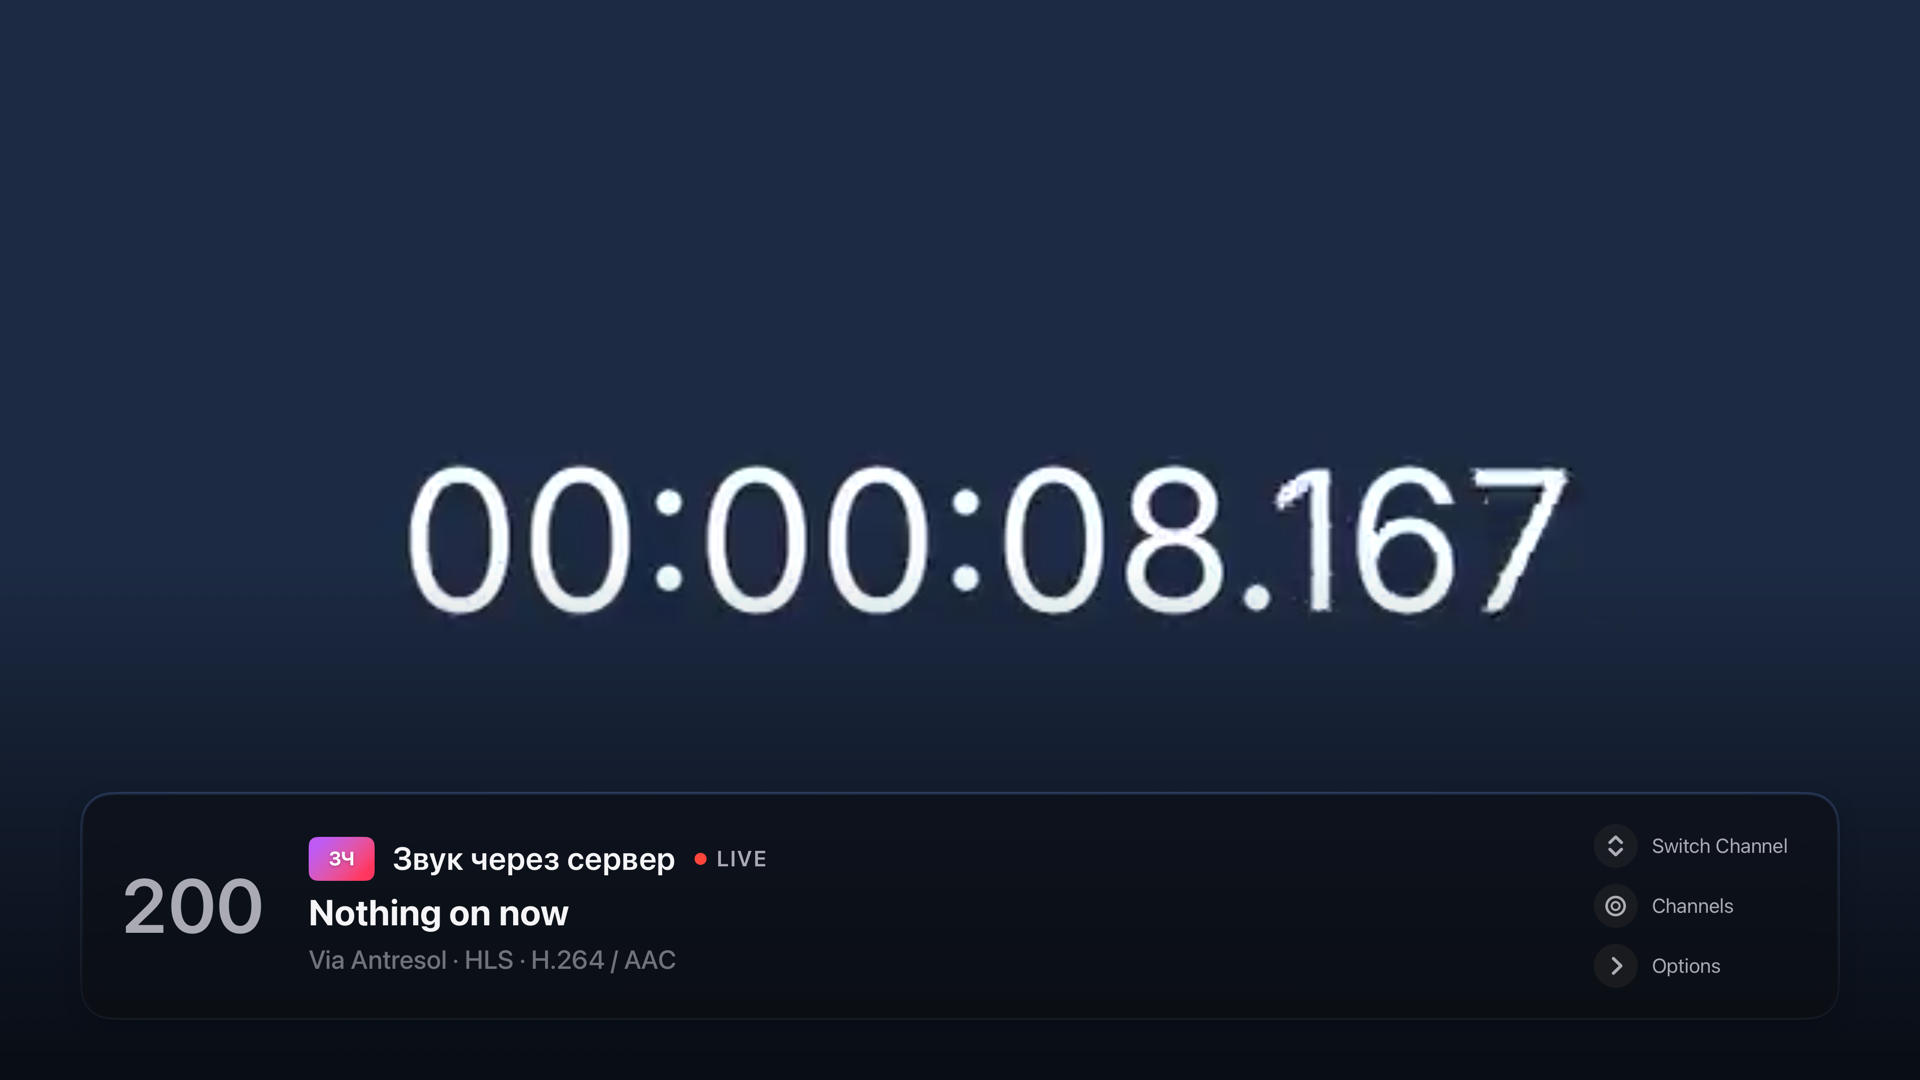 00:00:08.167
200
ЗЧ
Звук через сервер
LIVE
Nothing on now
Via Antresol · HLS · H.264 / AAC
Switch Channel
Channels
Options